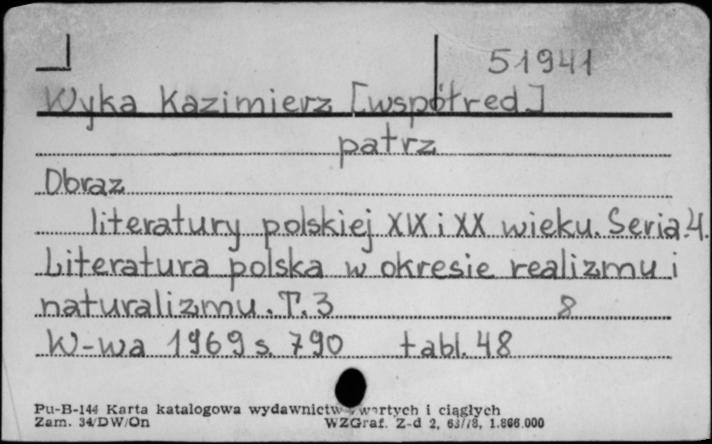 51941
Wyka Kazimierz [współred.]
patrz
Obraz
literatury polskiej XIX i XX wieku. Seria 4.
Literatura polska w okresie realizmu i
naturalizmu. T. 3 8
W-wa 1969 s. 790 tabl. 48
Pu-B-144 Karta katalogowa wydawnictw zwartych i ciągłych
Zam. 34/DW/On WZGraf. Z-d 2, 1.866.000